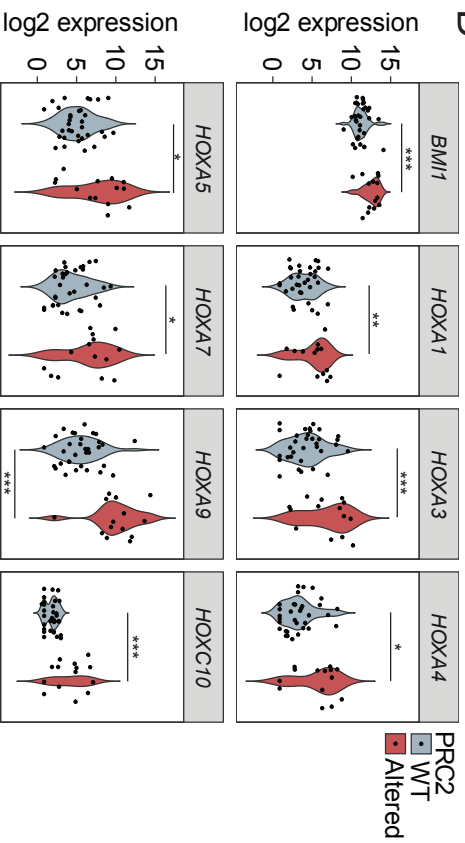 BMI1
HOXA1
HOXA3
HOXA4
***
**
***
*
log2 expression
15
10
5
0
HOXA5
HOXA7
HOXA9
HOXC10
*
*
***
***
log2 expression
15
10
5
0
PRC2
WT
Altered